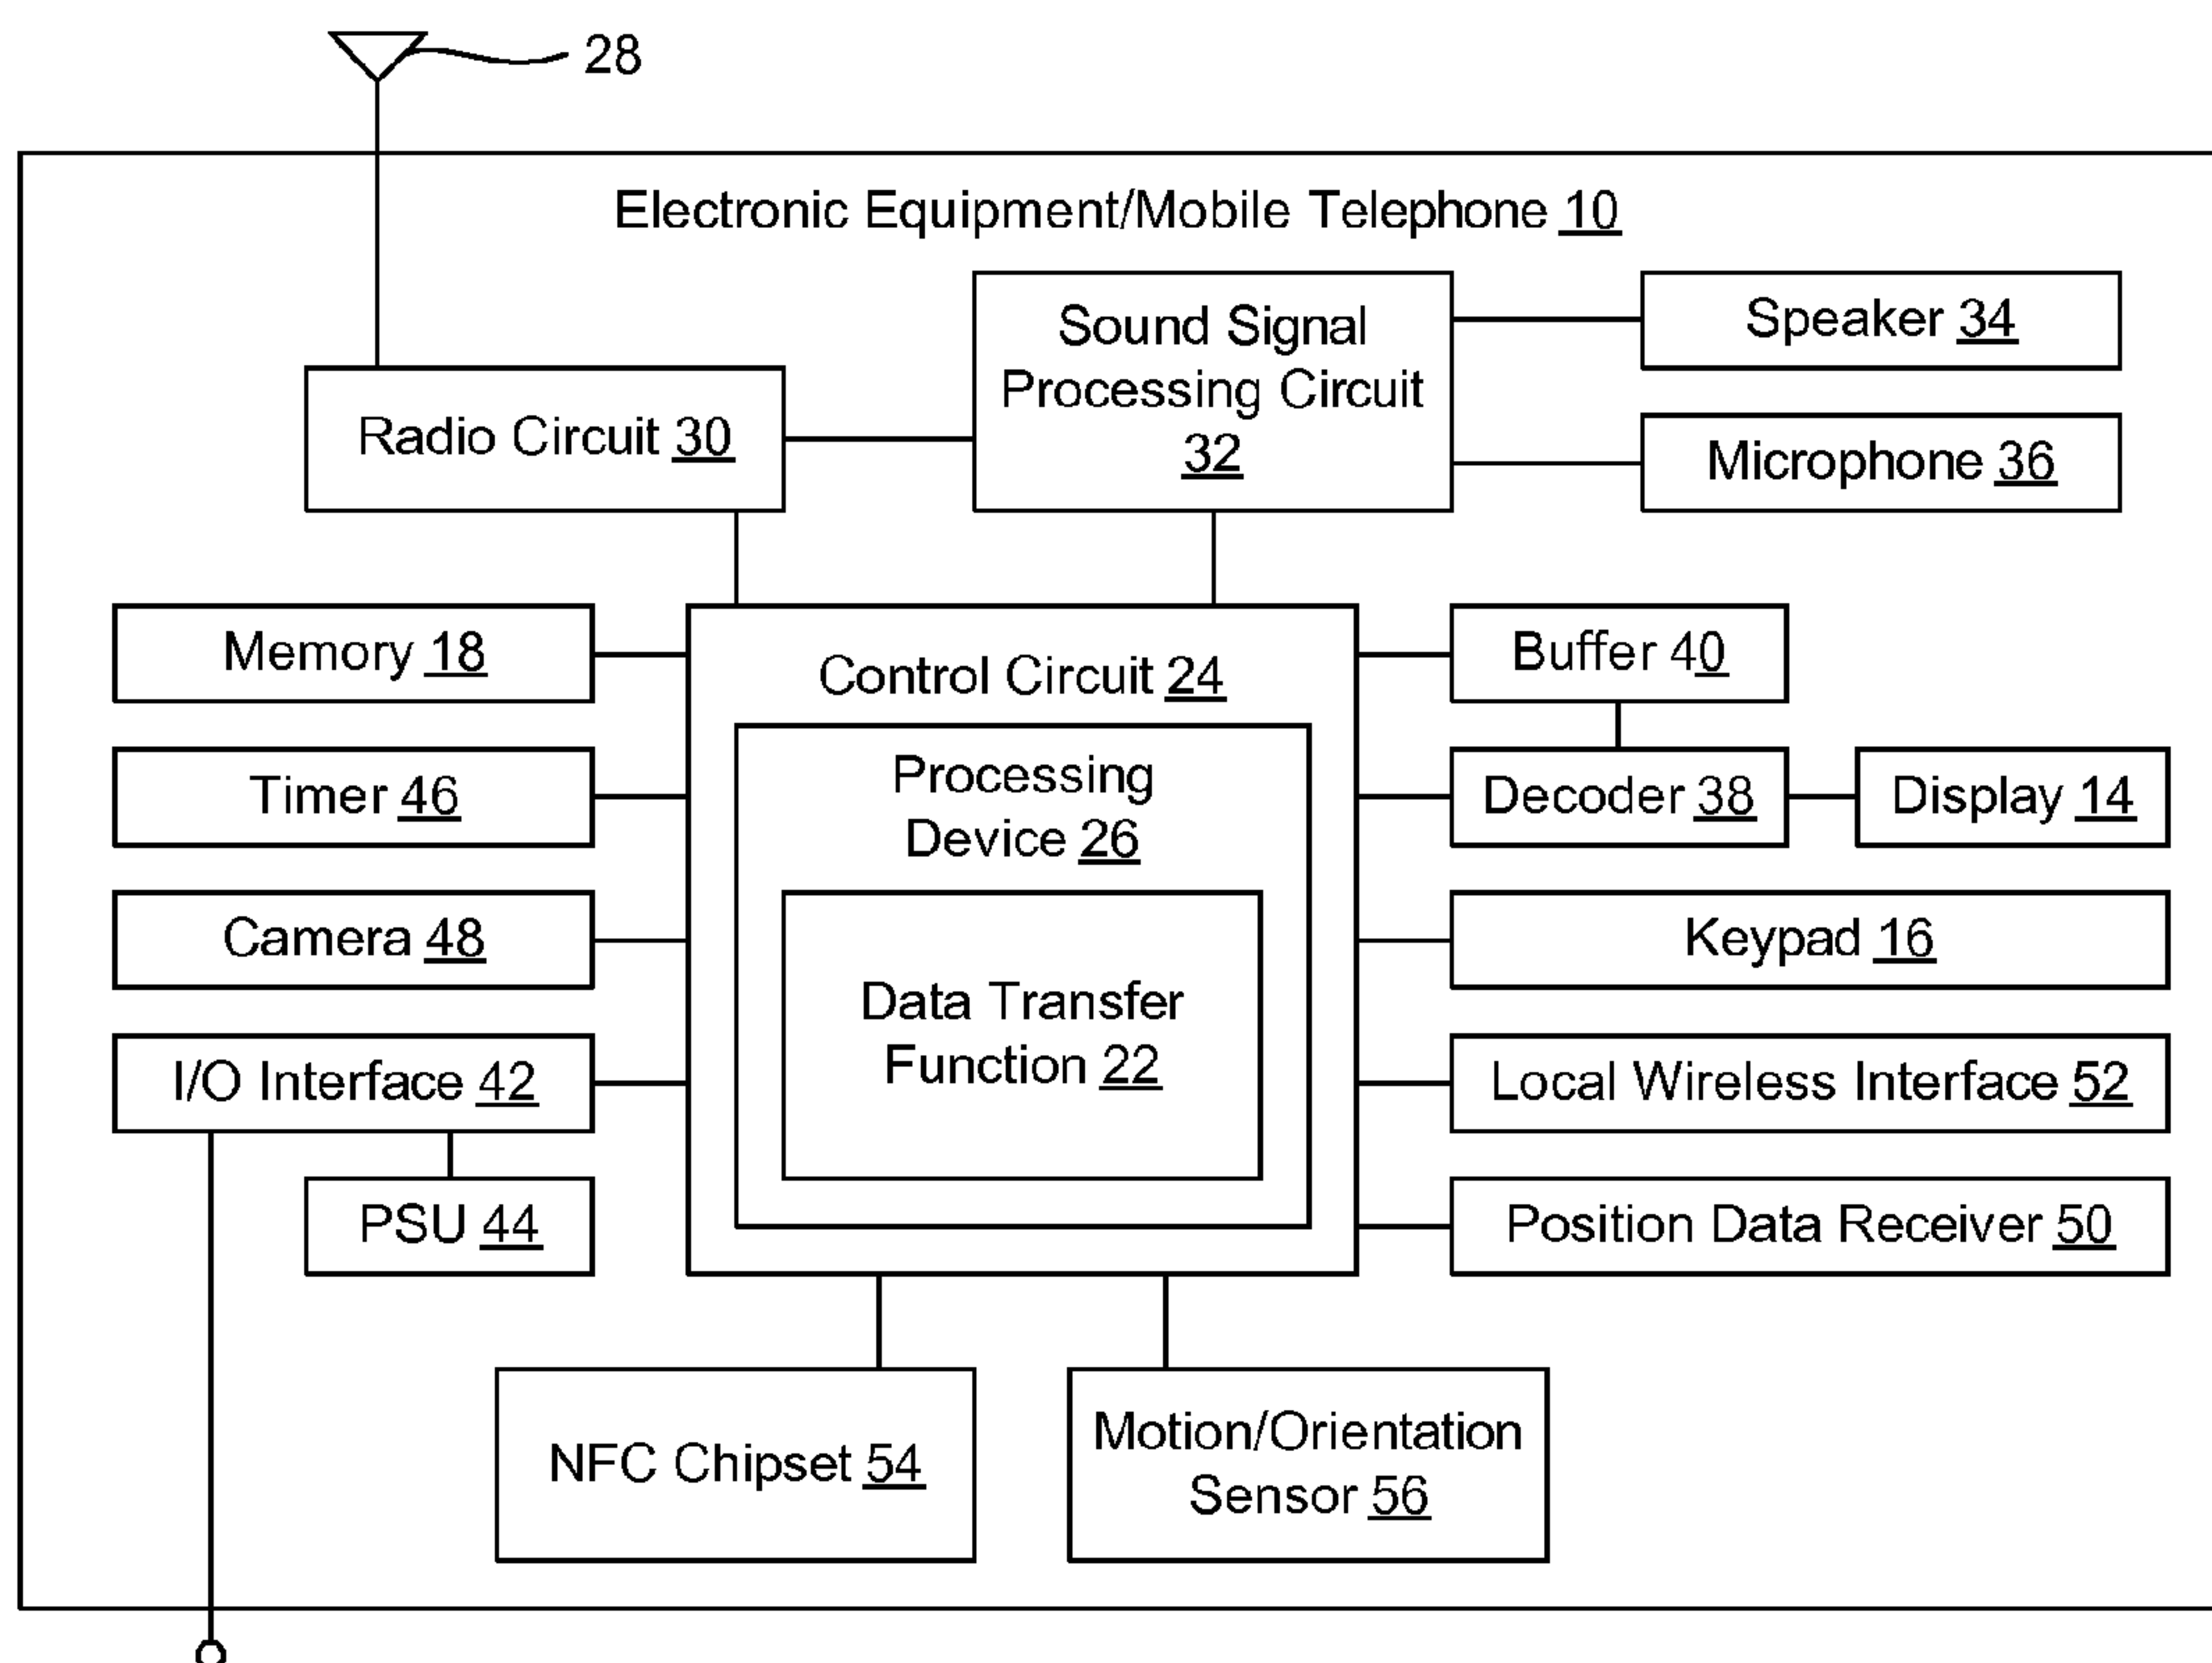 28
Electronic Equipment/Mobile Telephone 10
Sound Signal
Processing Circuit
32
Speaker 34
Radio Circuit 30
Microphone 36
Memory 18
Control Circuit 24
Buffer 40
Timer 46
Processing
Device 26
Decoder 38
Display 14
Camera 48
Data Transfer
Function 22
Keypad 16
I/O Interface 42
Local Wireless Interface 52
PSU 44
Position Data Receiver 50
NFC Chipset 54
Motion/Orientation
Sensor 56